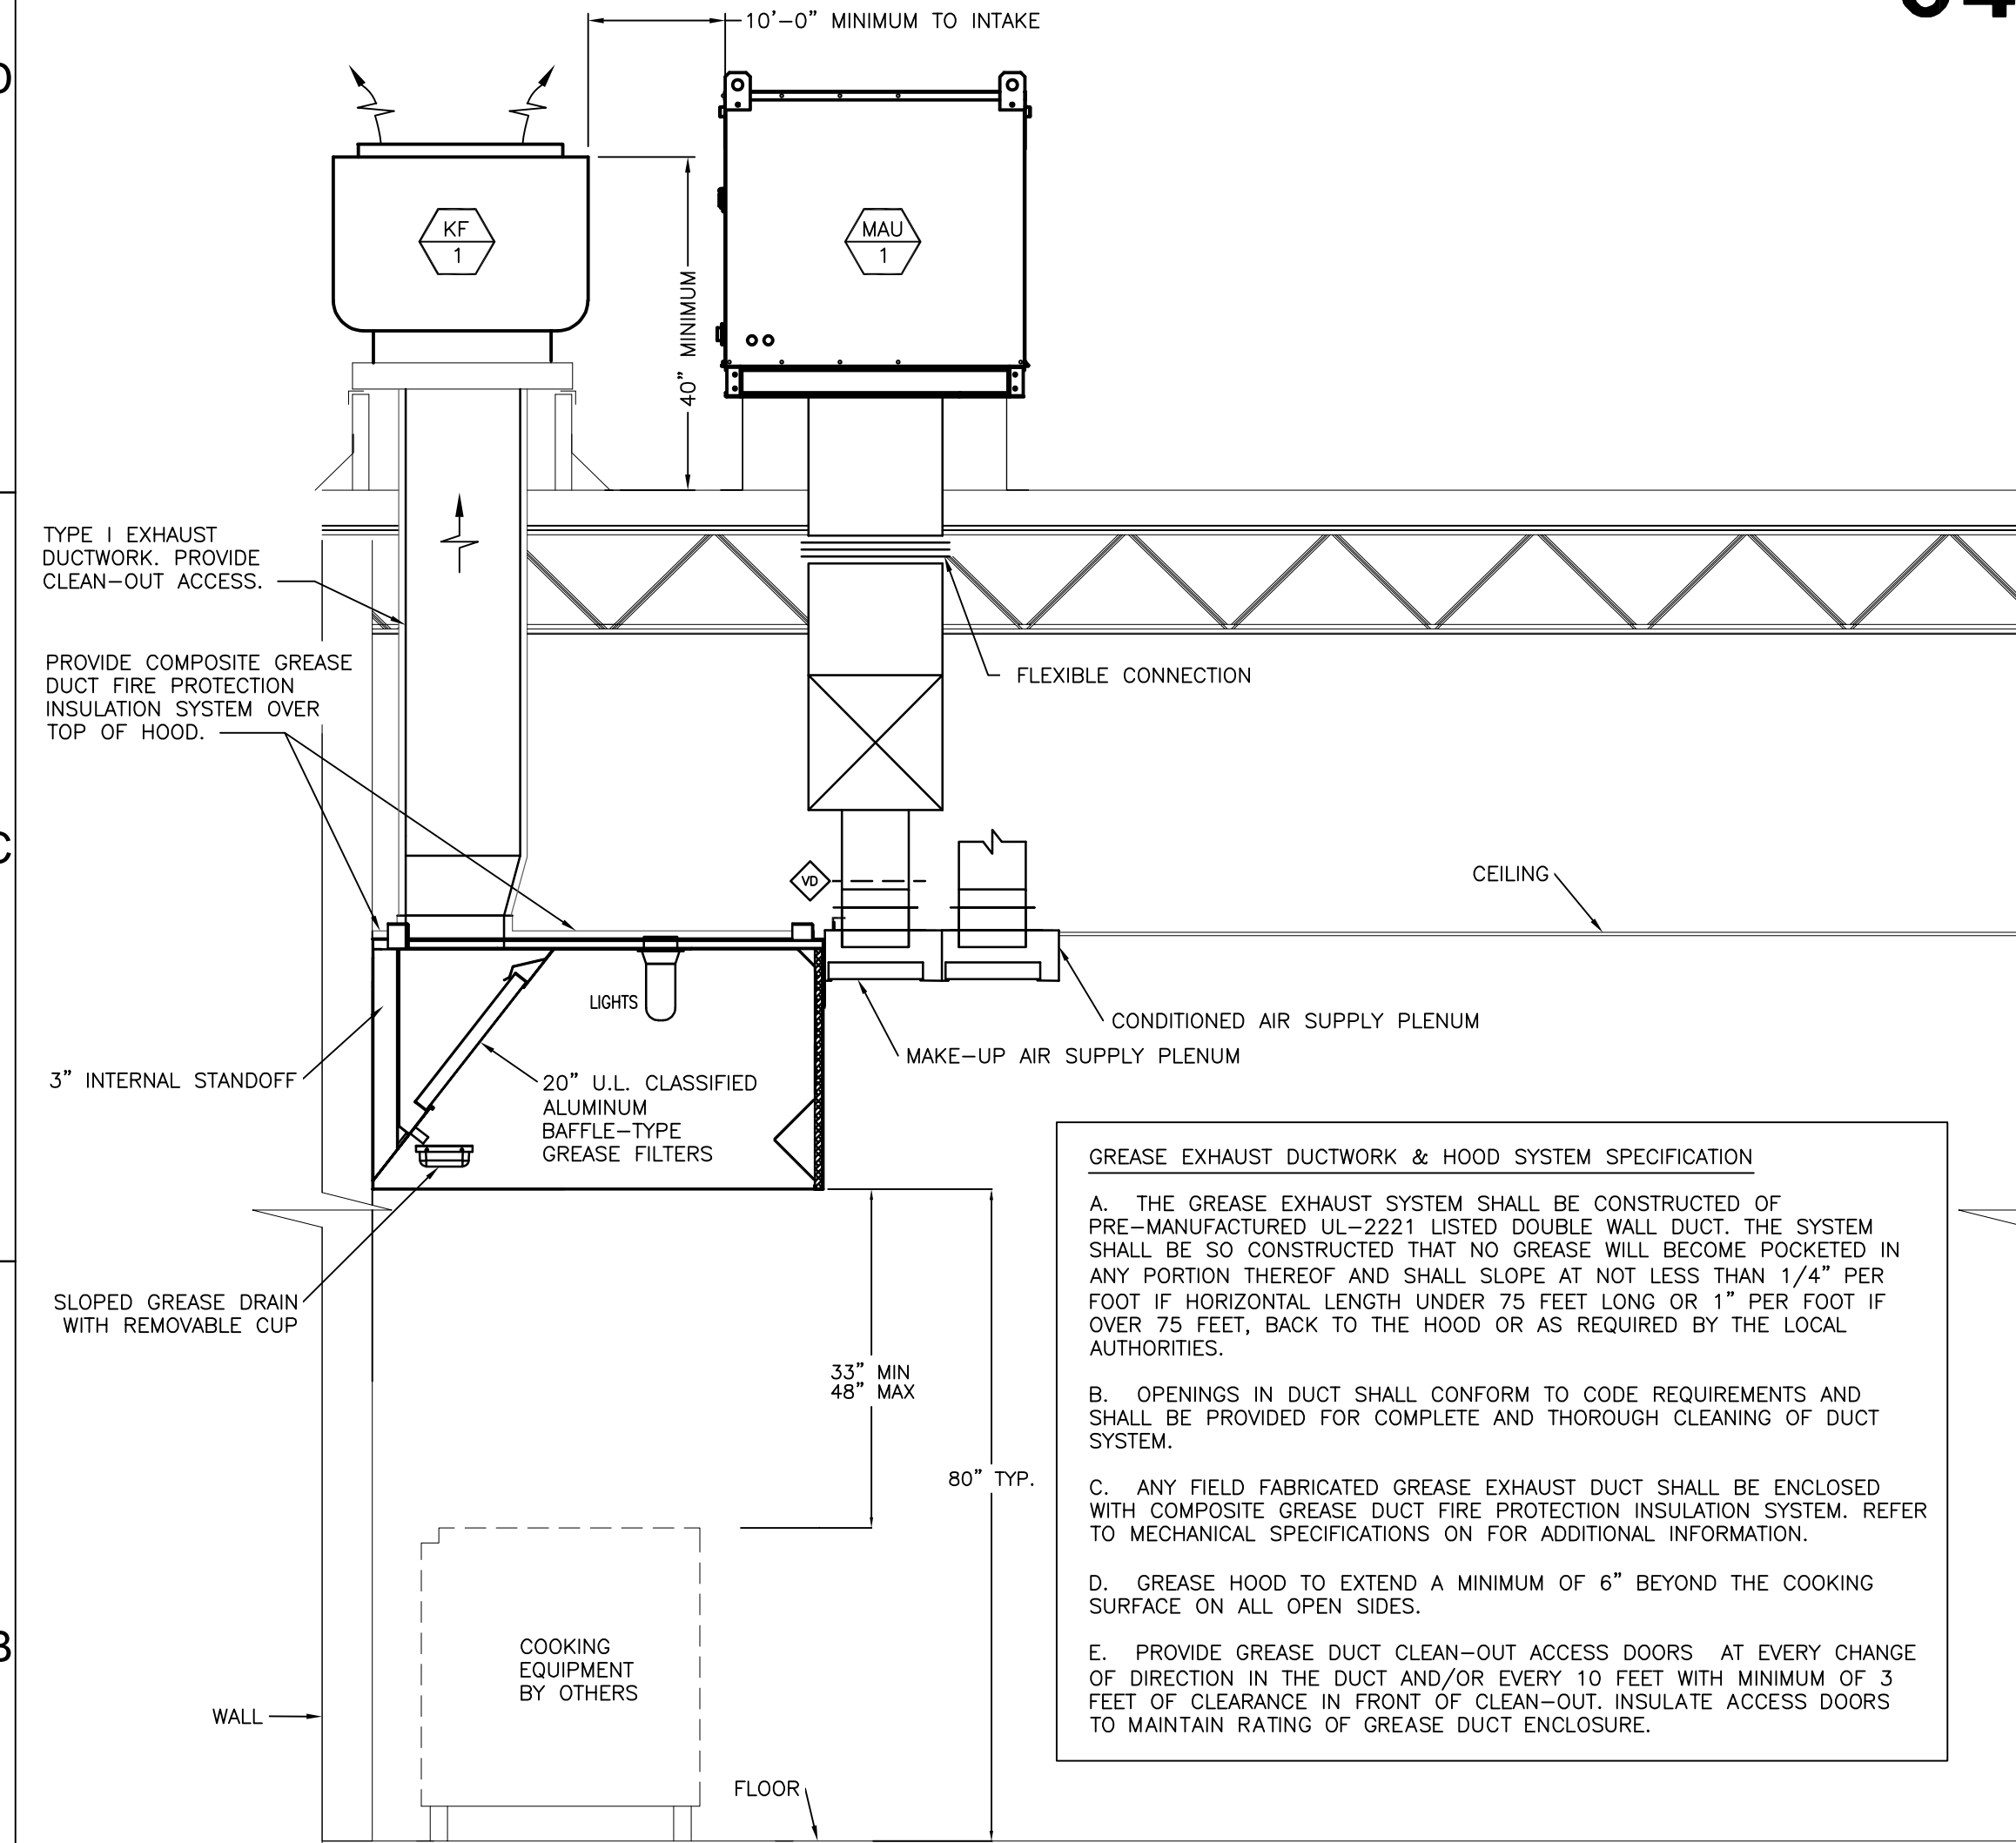 10'-0" MINIMUM TO INTAKE
KF
1
MAU
1
40" MINIMUM
TYPE I EXHAUST
DUCTWORK. PROVIDE
CLEAN-OUT ACCESS.
PROVIDE COMPOSITE GREASE
DUCT FIRE PROTECTION
INSULATION SYSTEM OVER
TOP OF HOOD.
FLEXIBLE CONNECTION
C
VD
CEILING
LIGHTS
CONDITIONED AIR SUPPLY PLENUM
MAKE-UP AIR SUPPLY PLENUM
3" INTERNAL STANDOFF
20" U.L. CLASSIFIED
ALUMINUM
BAFFLE-TYPE
GREASE FILTERS
SLOPED GREASE DRAIN
WITH REMOVABLE CUP
33" MIN
48" MAX
80" TYP.
GREASE EXHAUST DUCTWORK & HOOD SYSTEM SPECIFICATION
A. THE GREASE EXHAUST SYSTEM SHALL BE CONSTRUCTED OF
PRE-MANUFACTURED UL-2221 LISTED DOUBLE WALL DUCT. THE SYSTEM
SHALL BE SO CONSTRUCTED THAT NO GREASE WILL BECOME POCKETED IN
ANY PORTION THEREOF AND SHALL SLOPE AT NOT LESS THAN 1/4" PER
FOOT IF HORIZONTAL LENGTH UNDER 75 FEET LONG OR 1" PER FOOT IF
OVER 75 FEET, BACK TO THE HOOD OR AS REQUIRED BY THE LOCAL
AUTHORITIES.
B. OPENINGS IN DUCT SHALL CONFORM TO CODE REQUIREMENTS AND
SHALL BE PROVIDED FOR COMPLETE AND THOROUGH CLEANING OF DUCT
SYSTEM.
C. ANY FIELD FABRICATED GREASE EXHAUST DUCT SHALL BE ENCLOSED
WITH COMPOSITE GREASE DUCT FIRE PROTECTION INSULATION SYSTEM. REFER
TO MECHANICAL SPECIFICATIONS ON FOR ADDITIONAL INFORMATION.
D. GREASE HOOD TO EXTEND A MINIMUM OF 6" BEYOND THE COOKING
SURFACE ON ALL OPEN SIDES.
E. PROVIDE GREASE DUCT CLEAN-OUT ACCESS DOORS AT EVERY CHANGE
OF DIRECTION IN THE DUCT AND/OR EVERY 10 FEET WITH MINIMUM OF 3
FEET OF CLEARANCE IN FRONT OF CLEAN-OUT. INSULATE ACCESS DOORS
TO MAINTAIN RATING OF GREASE DUCT ENCLOSURE.
COOKING
EQUIPMENT
BY OTHERS
B
WALL
FLOOR